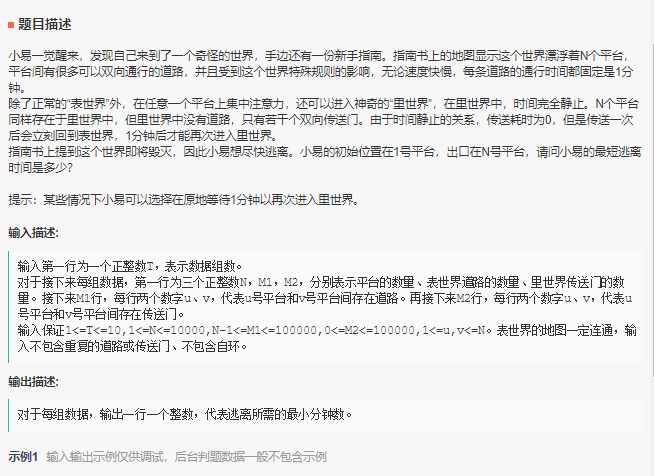 题目描述
小易一觉醒来，发现自己来到了一个奇怪的世界，手边还有一份新手指南。指南书上的地图显示这个世界漂浮着N个平台，
平台间有很多可以双向通行的道路，并且受到这个世界特殊规则的影响，无论速度快慢，每条道路的通行时间都固定是1分
钟。
除了正常的“表世界”外，在任意一个平台上集中注意力，还可以进入神奇的“里世界”，在里世界中，时间完全静止。N个平台
同样存在于里世界中，但里世界中没有道路，只有若干个双向传送门。由于时间静止的关系，传送耗时为0，但是传送一次
后会立刻回到表世界，1分钟后才能再次进入里世界。
指南书上提到这个世界即将毁灭，因此小易想尽快逃离。小易的初始位置在1号平台，出口在N号平台，请问小易的最短逃离
时间是多少？
提示：某些情况下小易可以选择在原地等待1分钟以再次进入里世界。
输入描述:
输入第一行为一个正整数T，表示数据组数。
对于接下来每组数据，第一行为三个正整数N，M1，M2，分别表示平台的数量、表世界道路的数量、里世界传送门的数
量。接下来M1行，每行两个数字u、v，代表u号平台和v号平台间存在道路。再接下来M2行，每行两个数字u、v，代表u
号平台和v号平台间存在传送门。
输入保证1<=T<=10,1<=N<=10000,N-1<=M1<=100000,0<=M2<=100000,1<=u,v<=N。表世界的地图一定连通，输
入不包含重复的道路或传送门、不包含自环。
输出描述:
对于每组数据，输出一行一个整数，代表逃离所需的最小分钟数。
示例1 输入输出示例仅供调试，后台判题数据一般不包含示例